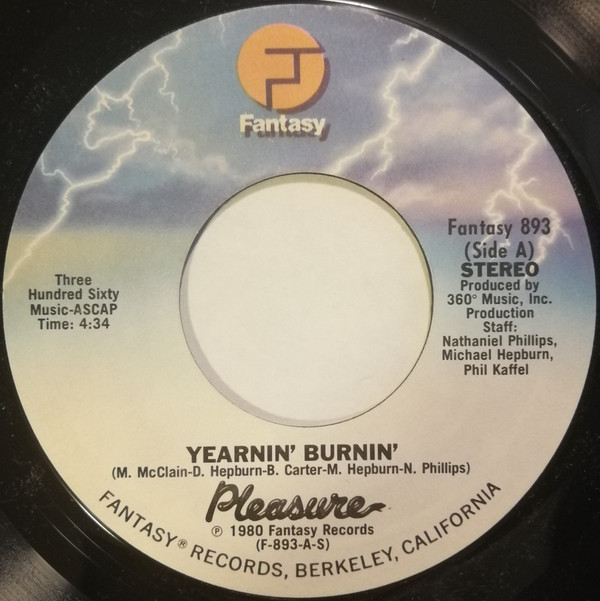 Fantasy
Fantasy 893
(Side A)
STEREO
Produced by
360° Music, Inc.
Production
Staff:
Nathaniel Phillips,
Michael Hepburn,
Phil Kaffel
Three
Hundred Sixty
Music-ASCAP
Time: 4:34
YEARNIN' BURNIN'
(M. McClain-D. Hepburn-B. Carter-M. Hepburn-N. Phillips)
Pleasure
℗ 1980 Fantasy Records
(F-893-A-S)
FANTASY® RECORDS, BERKELEY, CALIFORNIA